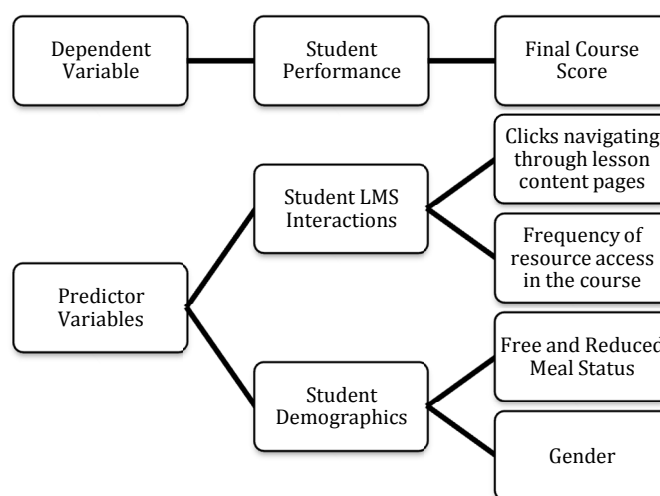 Dependent
Variable
Student
Performance
Final Course
Score
Clicks navigating
through lesson
content pages
Student LMS
Interactions
Frequency of
resource access
in the course
Predictor
Variables
Free and Reduced
Meal Status
Student
Demographics
Gender